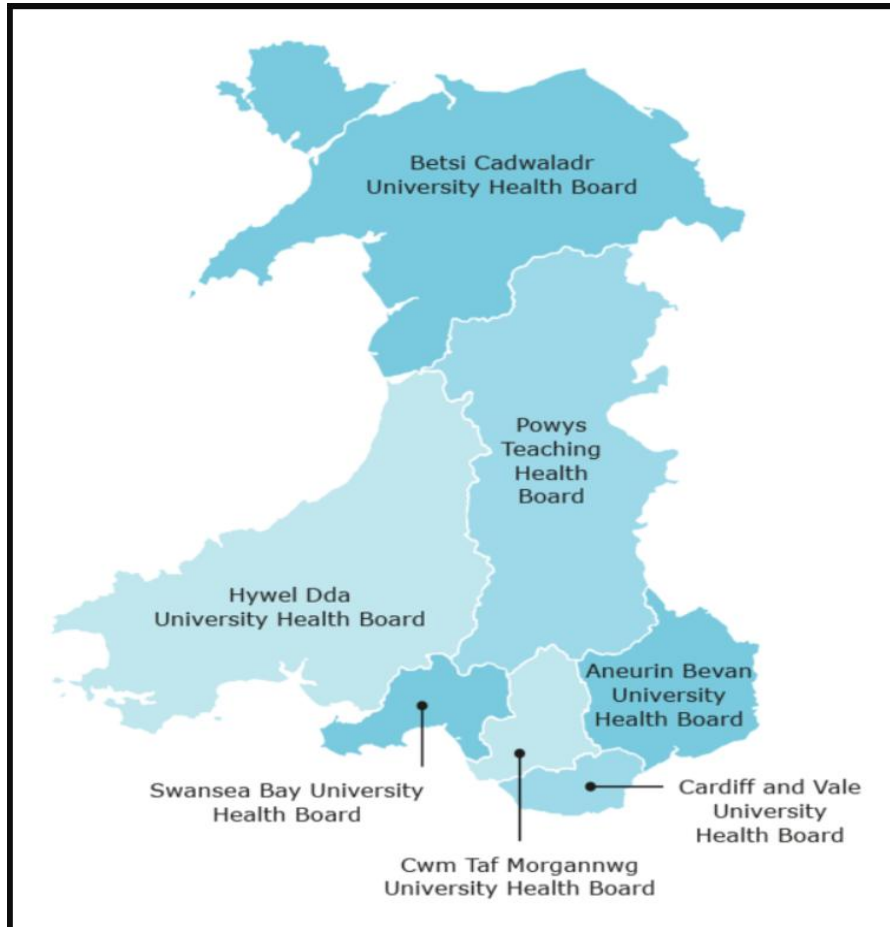 Betsi Cadwaladr
University Health Board
Powys
Teaching
Health
Board
Hywel Dda
University Health Board
Aneurin Bevan
University
Health Board
Swansea Bay University
Health Board
Cardiff and Vale
University
Health Board
Cwm Taf Morgannwg
University Health Board